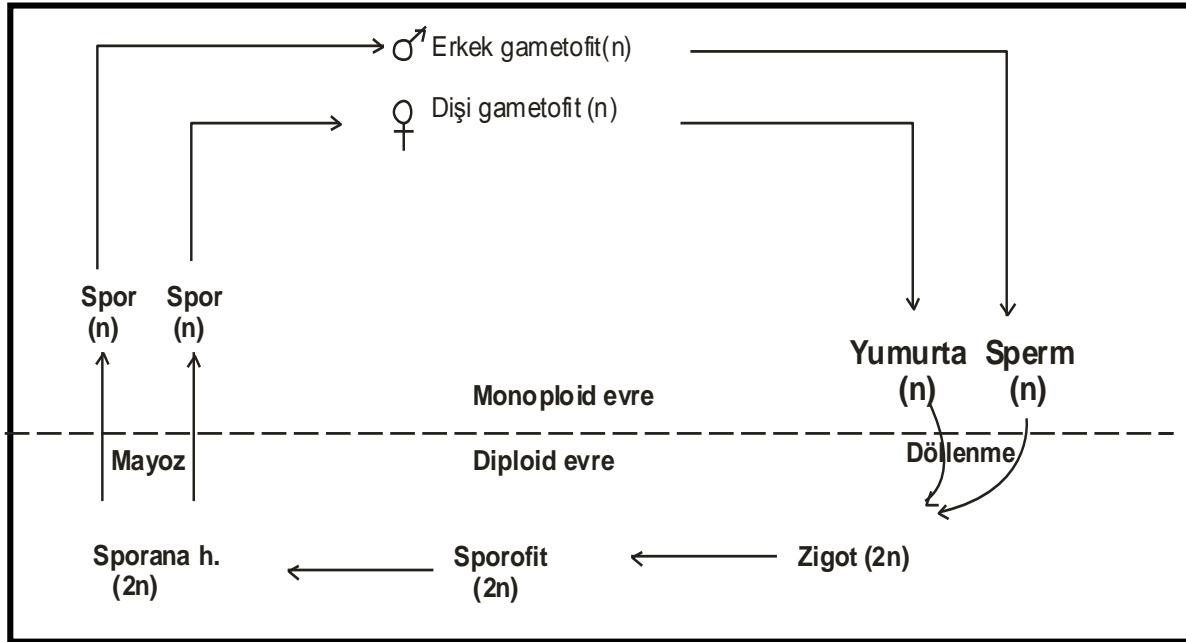 Erkek gametofit(n)
Dişi gametofit (n)
Spor Spor
(n) (n)
Yumurta Sperm
(n) (n)
Monoploid evre
Mayoz Diploid evre Döllenme
Sporana h. Sporofit Zigot (2n)
(2n) (2n)